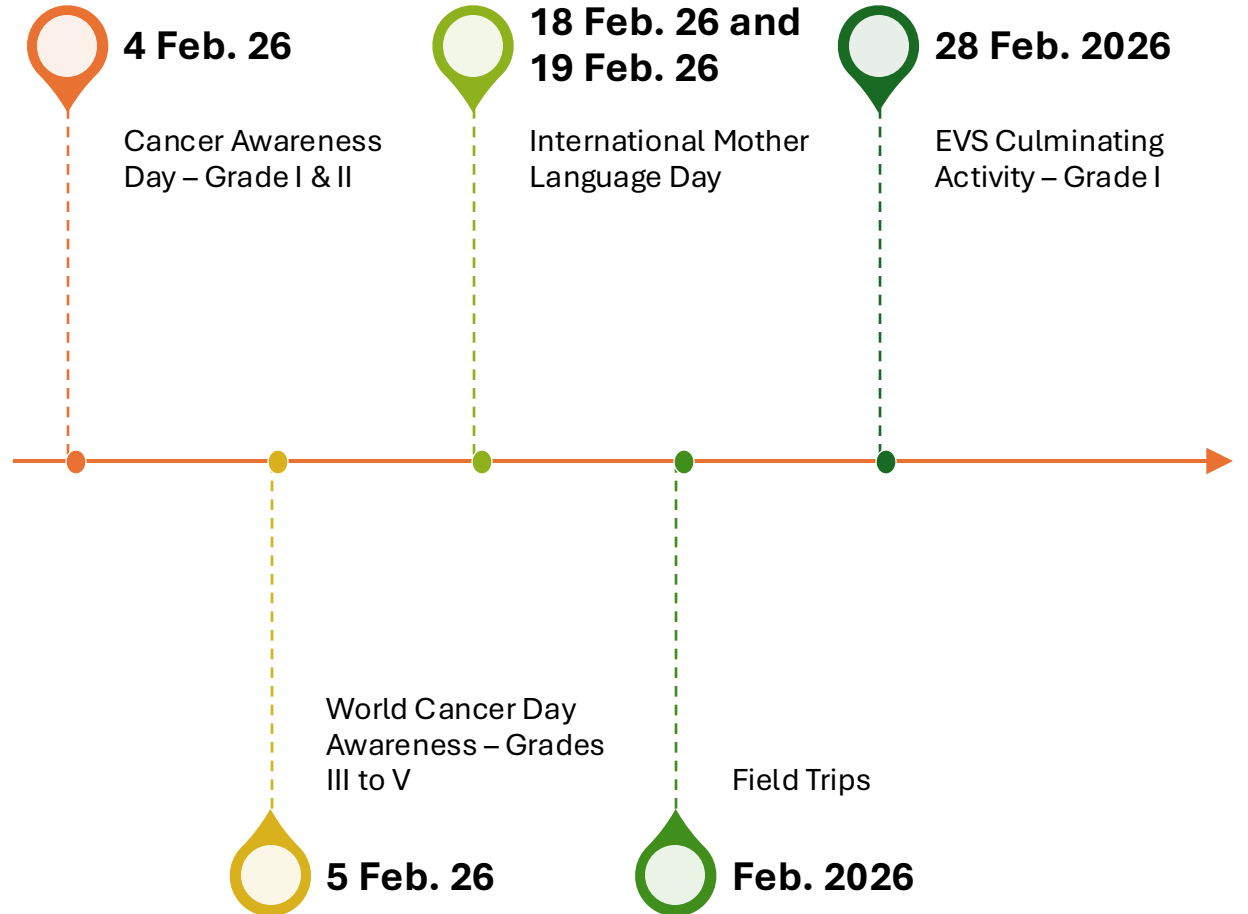 4 Feb. 26
Cancer Awareness
Day – Grade I & II
18 Feb. 26 and
19 Feb. 26
International Mother
Language Day
28 Feb. 2026
EVS Culminating
Activity – Grade I
World Cancer Day
Awareness – Grades
III to V
5 Feb. 26
Field Trips
Feb. 2026